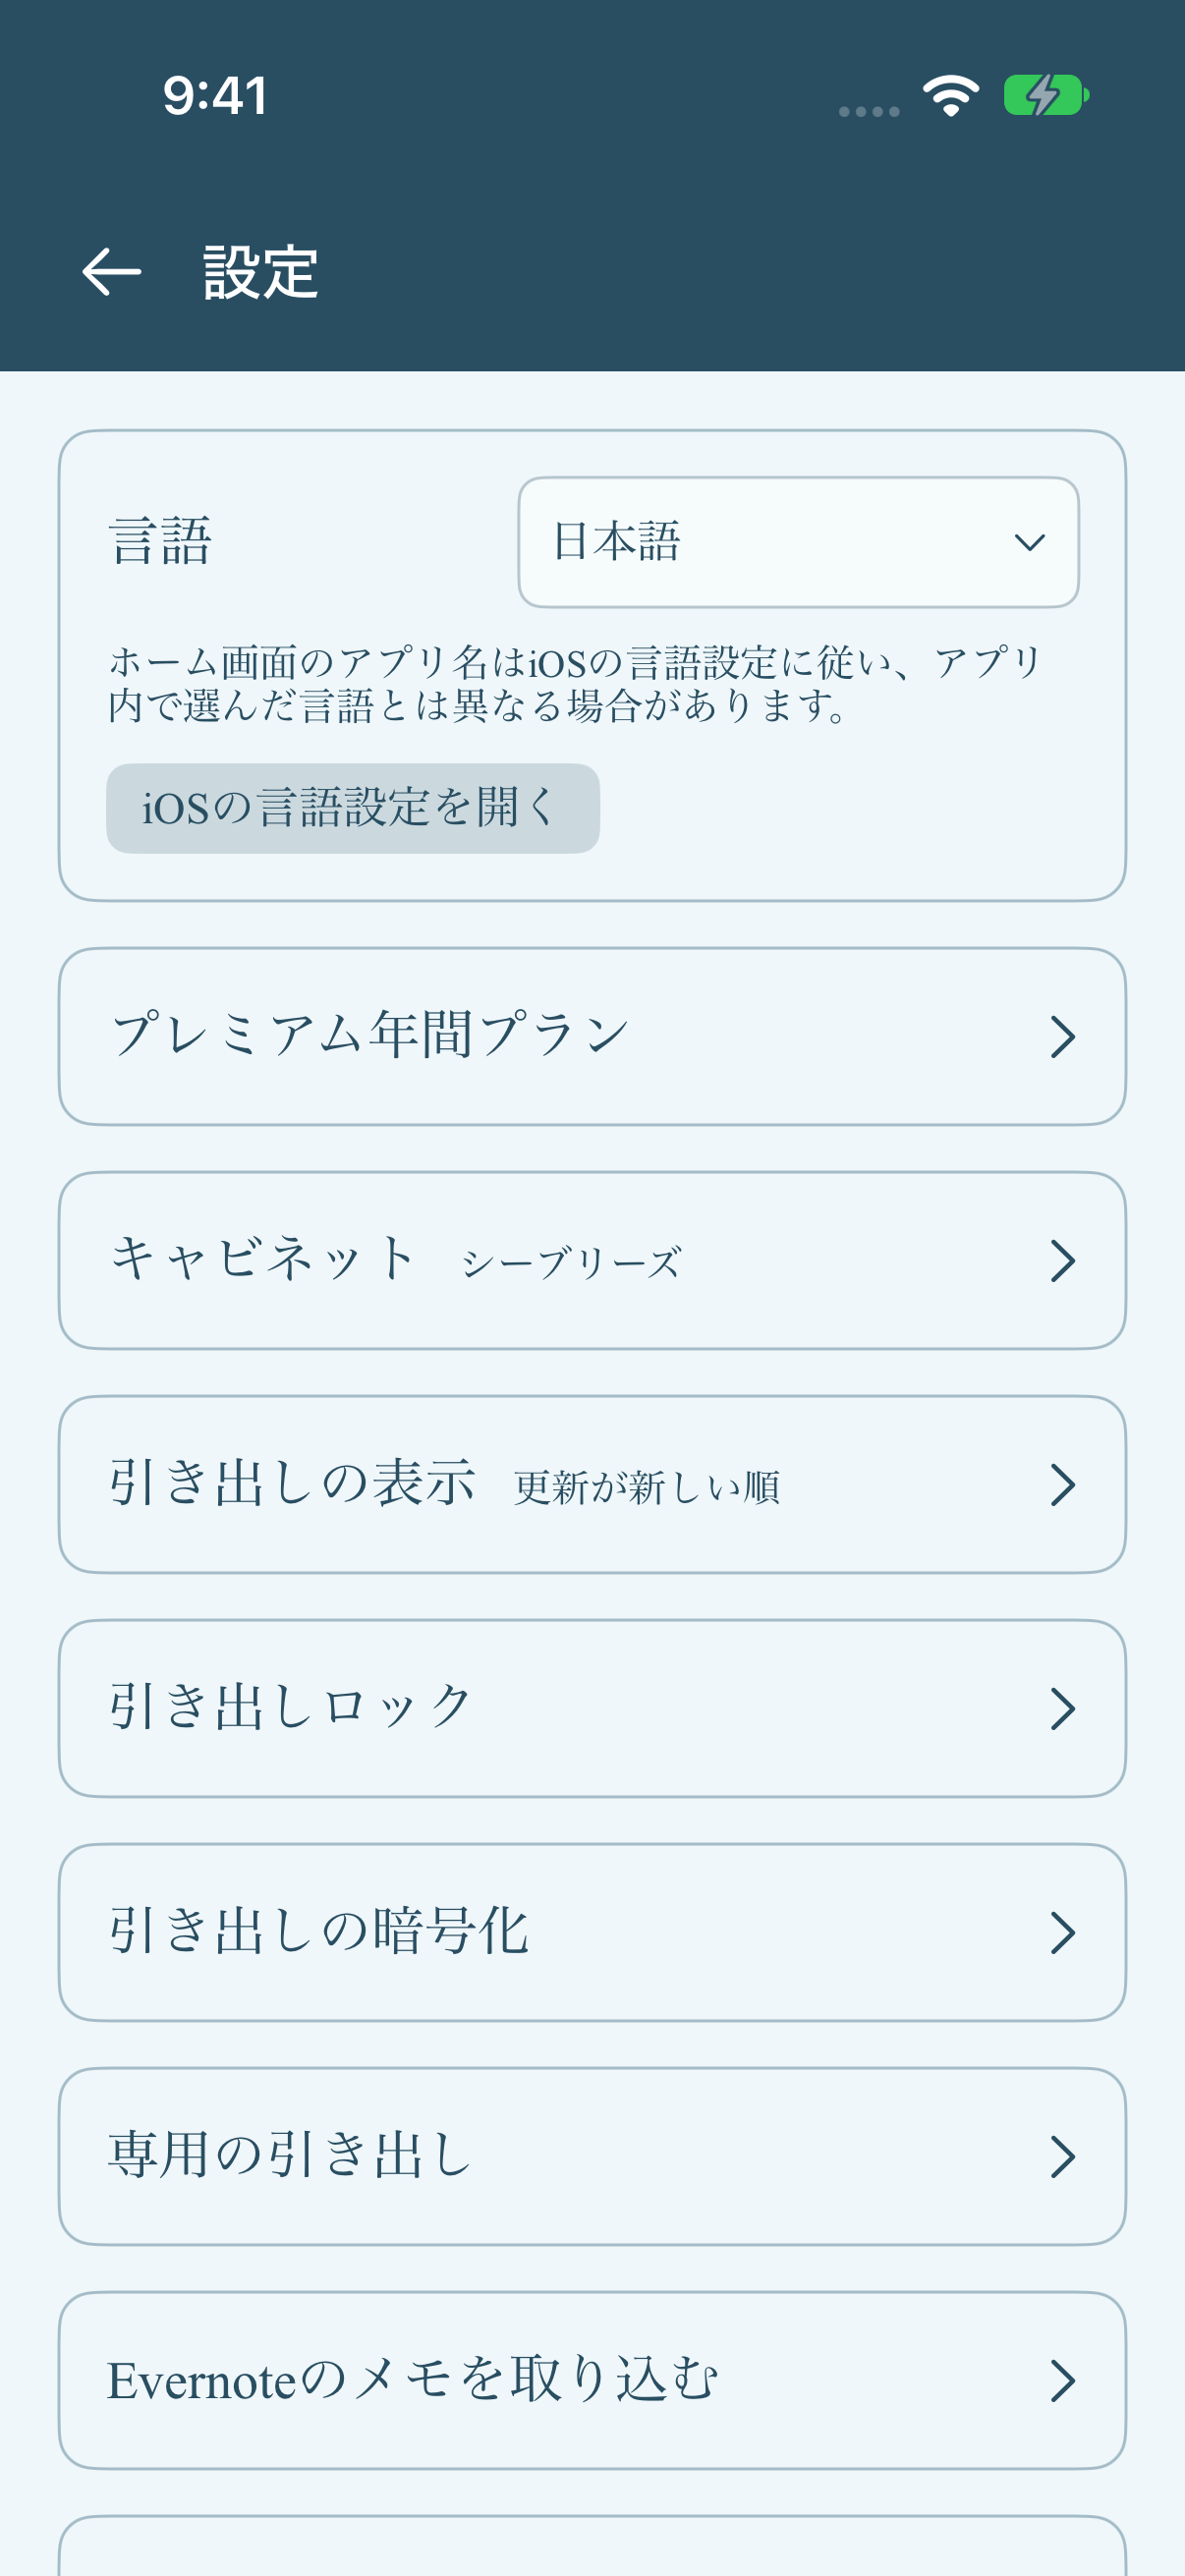 9:41
設定
言語
日本語
ホーム画面のアプリ名はiOSの言語設定に従い、アプリ
内で選んだ言語とは異なる場合があります。
iOSの言語設定を開く
プレミアム年間プラン
キャビネット シーブリーズ
引き出しの表示 更新が新しい順
引き出しロック
引き出しの暗号化
専用の引き出し
Evernoteのメモを取り込む